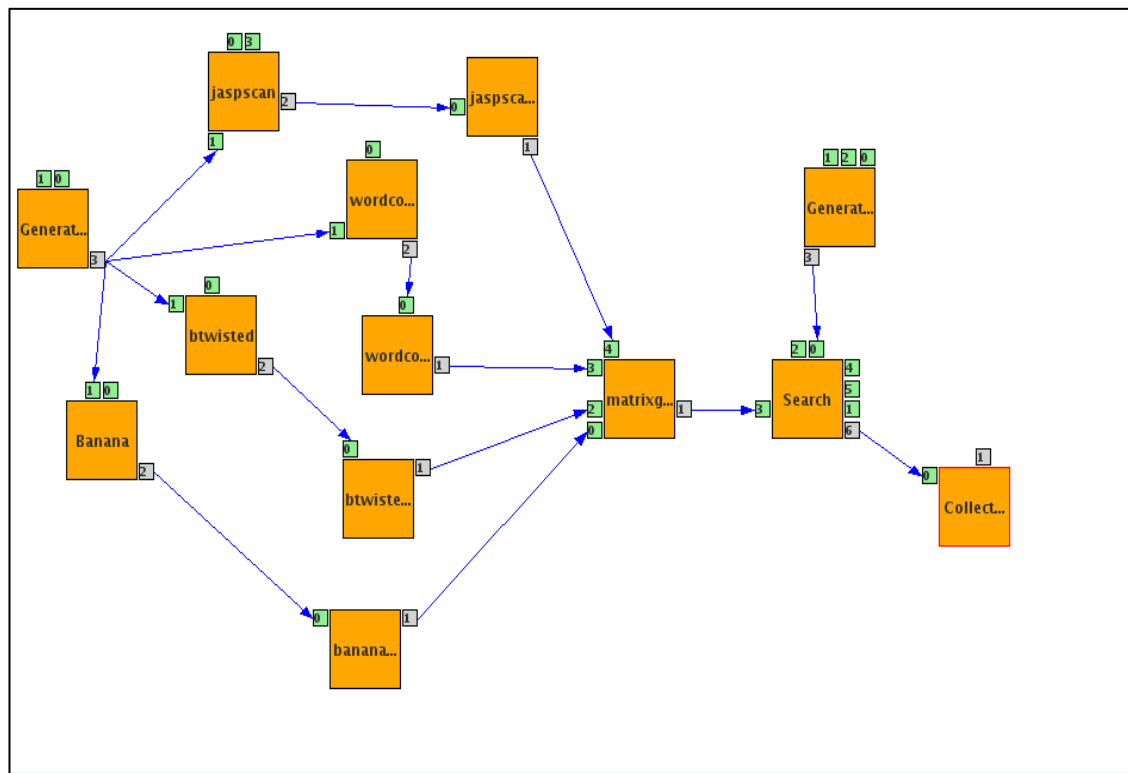 0 3
jaspscan
2
1
0
jaspsca...
1
0
wordco...
1
2
1 0
Generat...
3
1 2 0
Generat...
3
0
1
btwisted
2
0
wordco...
1
1 0
Banana
2
0
btwiste...
1
4
3
2
0
matrixg...
1
2 0
4
5
1
6
3
Search
1
0
Collect...
0
1
banana...